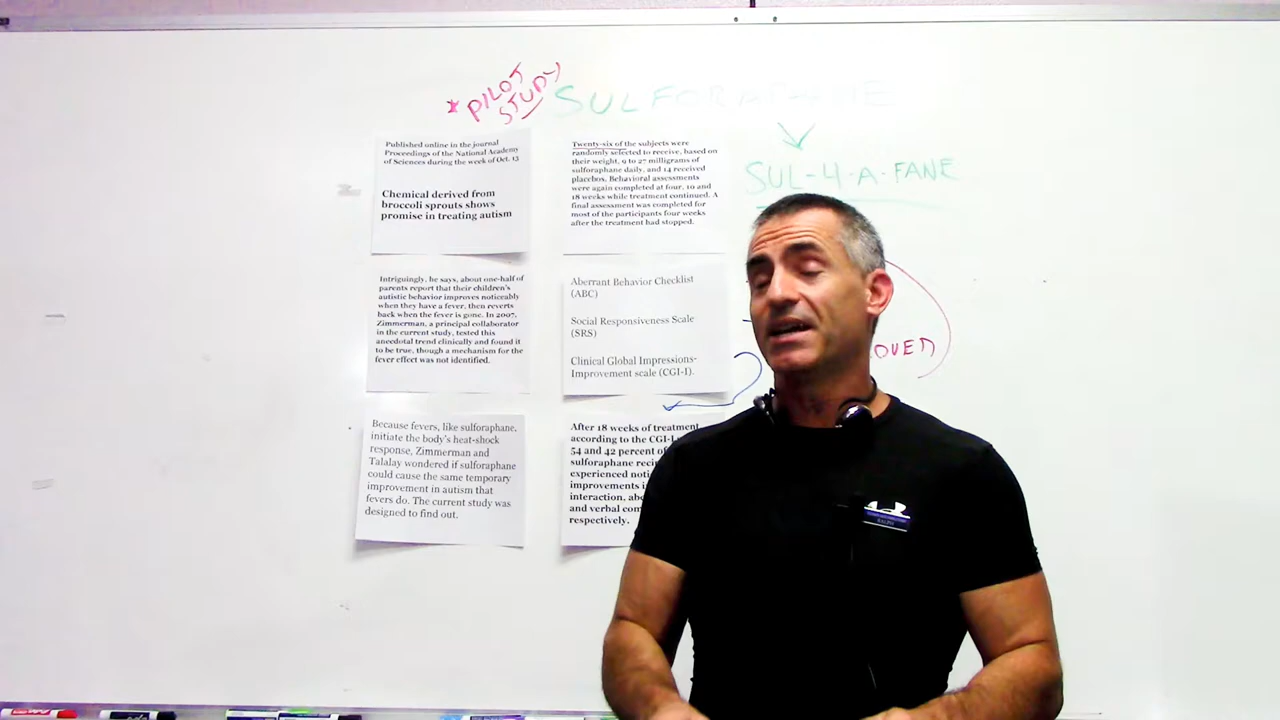 * PILOT
STUDY
SULFORAPHANE
SUL-4-A-FANE
Published online in the journal
Proceedings of the National Academy
of Sciences during the week of Oct. 13
Chemical derived from
broccoli sprouts shows
promise in treating autism
Twenty-six of the subjects were
randomly selected to receive, based on
their weight, 9 to 27 milligrams of
sulforaphane daily, and 14 received
placebos. Behavioral assessments
were again completed at four, 10 and
18 weeks while treatment continued. A
final assessment was completed for
most of the participants four weeks
after the treatment had stopped.
Intriguingly, he says, about one-half of
parents report that their children's
autistic behavior improves noticeably
when they have a fever, then reverts
back when the fever is gone. In 2007,
Zimmerman, a principal collaborator
in the current study, tested this
anecdotal trend clinically and found it
to be true, though a mechanism for the
fever effect was not identified.
Aberrant Behavior Checklist
(ABC)
Social Responsiveness Scale
(SRS)
Clinical Global Impressions-
Improvement scale (CGI-I).
OVED
Because fevers, like sulforaphane,
initiate the body's heat-shock
response, Zimmerman and
Talalay wondered if sulforaphane
could cause the same temporary
improvement in autism that
fevers do. The current study was
designed to find out.
After 18 weeks of treatment
according to the CGI-I
54 and 42 percent of
sulforaphane
experienced
improvements
interaction,
and verbal
respectively.
RALPH